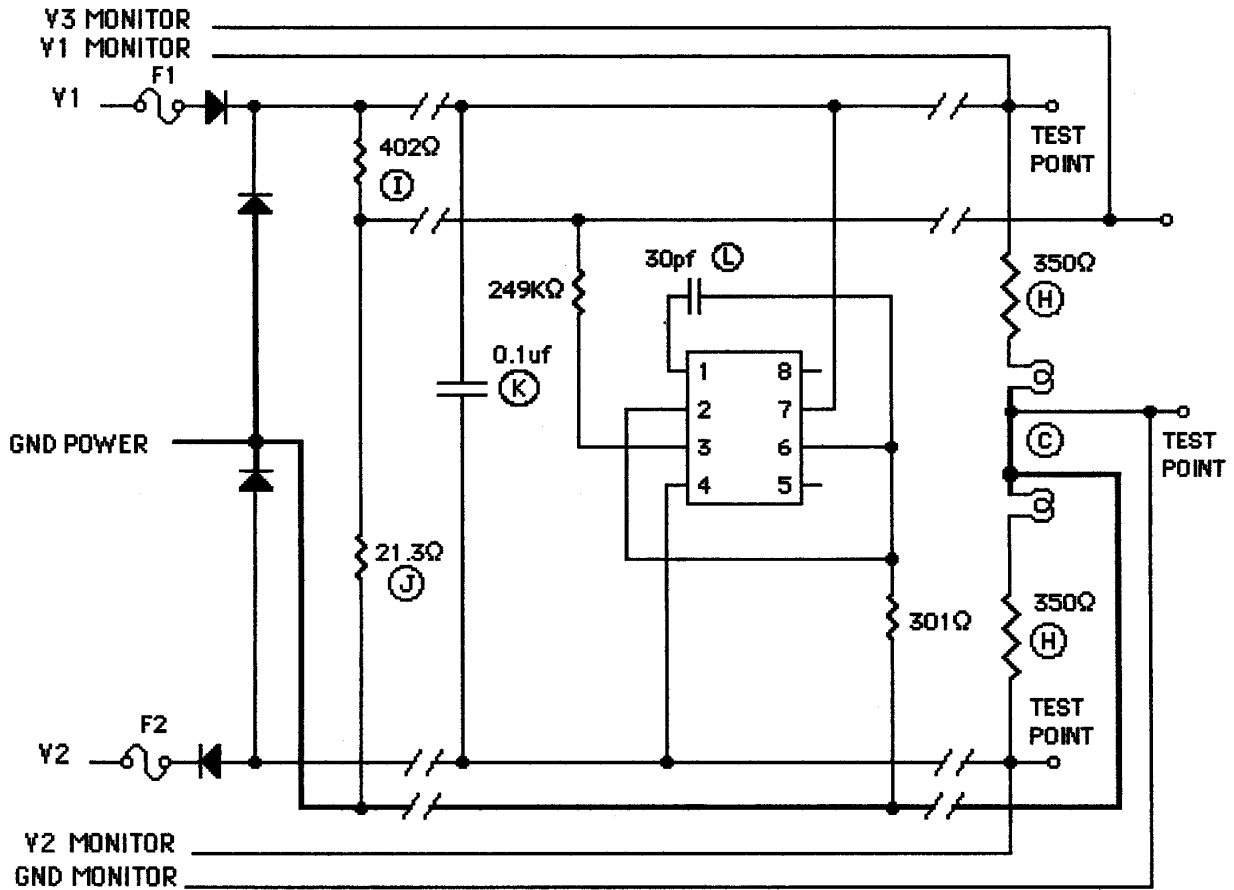 V3 MONITOR
V1 MONITOR
F1
V1
TEST
POINT
402Ω
I
30pf L
350Ω
H
249KΩ
0.1uf
K
1 8
2 7
3 6
4 5
GND POWER
C
TEST
POINT
21.3Ω
J
301Ω
350Ω
H
F2
TEST
POINT
V2
V2 MONITOR
GND MONITOR